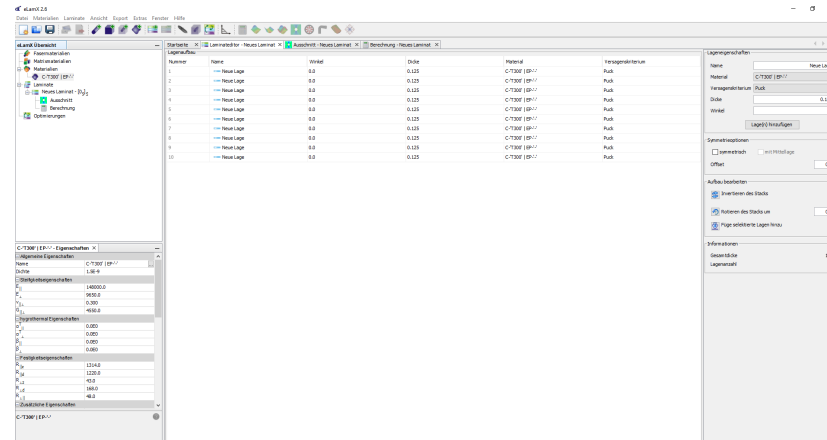 eLamX 2.6
Datei Materialien Laminate Ansicht Export Extras Fenster Hilfe
eLamX Übersicht
Fasermaterialien
Matrixmaterialien
Materialien
C-"T300" | EP-"-"
Laminate
Neues Laminat - [0]
Ausschnitt
Berechnung
Optimierungen
Startseite
Laminateditor - Neues Laminat
Ausschnitt - Neues Laminat
Berechnung - Neues Laminat
Lagenaufbau
Nummer Name Winkel Dicke Material Versagenskriterium
1 Neue Lage 0.0 0.125 C-"T300" | EP-"-" Puck
2 Neue Lage 0.0 0.125 C-"T300" | EP-"-" Puck
3 Neue Lage 0.0 0.125 C-"T300" | EP-"-" Puck
4 Neue Lage 0.0 0.125 C-"T300" | EP-"-" Puck
5 Neue Lage 0.0 0.125 C-"T300" | EP-"-" Puck
6 Neue Lage 0.0 0.125 C-"T300" | EP-"-" Puck
7 Neue Lage 0.0 0.125 C-"T300" | EP-"-" Puck
8 Neue Lage 0.0 0.125 C-"T300" | EP-"-" Puck
9 Neue Lage 0.0 0.125 C-"T300" | EP-"-" Puck
10 Neue Lage 0.0 0.125 C-"T300" | EP-"-" Puck
Lageneigenschaften
Name Neue La
Material C-"T300" | EP-"-"
Versagenskriterium Puck
Dicke 0.1
Winkel
Lage(n) hinzufügen
Symmetrieoptionen
symmetrisch mit Mittellage
Offset
Aufbau bearbeiten
Invertieren des Stacks
Rotieren des Stacks um
Füge selektierte Lagen hinzu
Informationen
Gesamtdicke
Lagenanzahl
C-"T300" | EP-"-" - Eigenschaften
Allgemeine Eigenschaften
Name C-"T300" | EP-"-"
Dichte 1.5E-9
Steifigkeitseigenschaften
E|| 148000.0
E⊥ 9650.0
ν||⊥ 0.300
G||⊥ 4550.0
Hygrothermal Eigenschaften
0.0E0
0.0E0
β|| 0.0E0
β⊥ 0.0E0
Festigkeitseigenschaften
R 1314.0
R 1220.0
R 43.0
R 168.0
R 48.0
Zusätzliche Eigenschaften
C-"T300" | EP-"-"